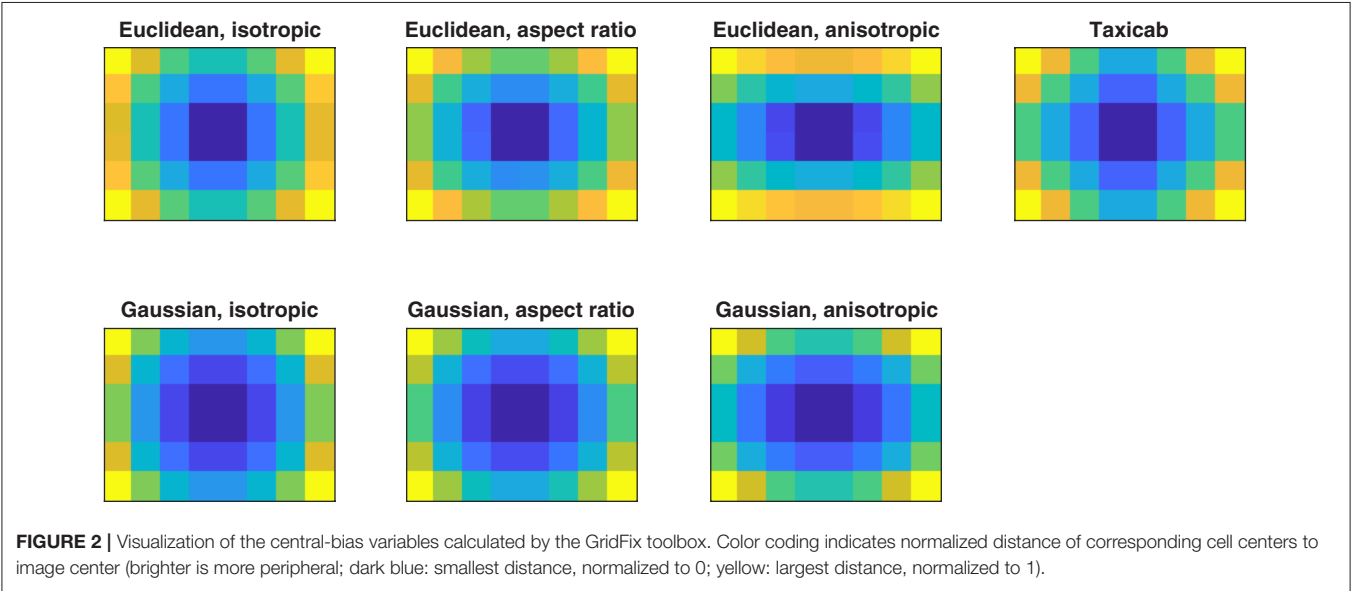 Euclidean, isotropic
Euclidean, aspect ratio
Euclidean, anisotropic
Taxicab
Gaussian, isotropic
Gaussian, aspect ratio
Gaussian, anisotropic
FIGURE 2 | Visualization of the central-bias variables calculated by the GridFix toolbox. Color coding indicates normalized distance of corresponding cell centers to
image center (brighter is more peripheral; dark blue: smallest distance, normalized to 0; yellow: largest distance, normalized to 1).